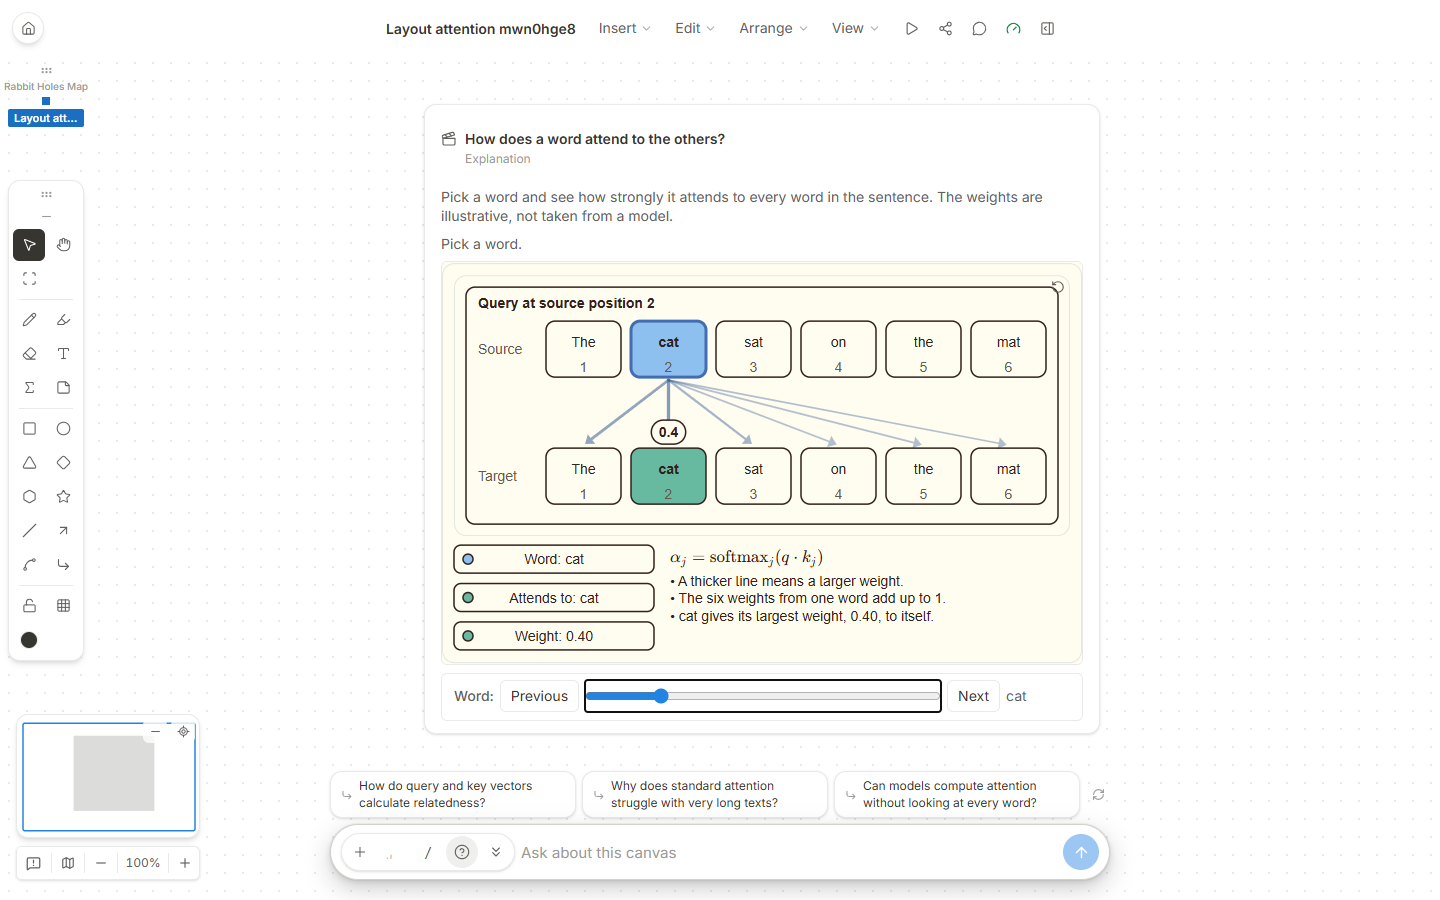 Layout attention mwn0hge8
Insert
Edit
Arrange
View
Rabbit Holes Map
Layout att...
How does a word attend to the others?
Explanation
Pick a word and see how strongly it attends to every word in the sentence. The weights are
illustrative, not taken from a model.
Pick a word.
Query at source position 2
Source
The
1
cat
2
sat
3
on
4
the
5
mat
6
0.4
Target
The
1
cat
2
sat
3
on
4
the
5
mat
6
Word: cat
Attends to: cat
Weight: 0.40
αⱼ = softmaxⱼ(q · kⱼ)
• A thicker line means a larger weight.
• The six weights from one word add up to 1.
• cat gives its largest weight, 0.40, to itself.
Word:
Previous
Next
cat
How do query and key vectors
calculate relatedness?
Why does standard attention
struggle with very long texts?
Can models compute attention
without looking at every word?
/
Ask about this canvas
100%